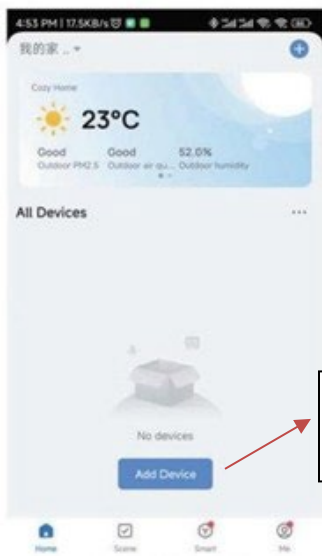 4:53 PM | 17.5KB/s
我的家 ..
Cozy Home
23°C
Good Good 52.0%
Outdoor PM2.5 Outdoor air qu... Outdoor humidity
All Devices ...
No devices
Add Device
Home Scene Smart Me